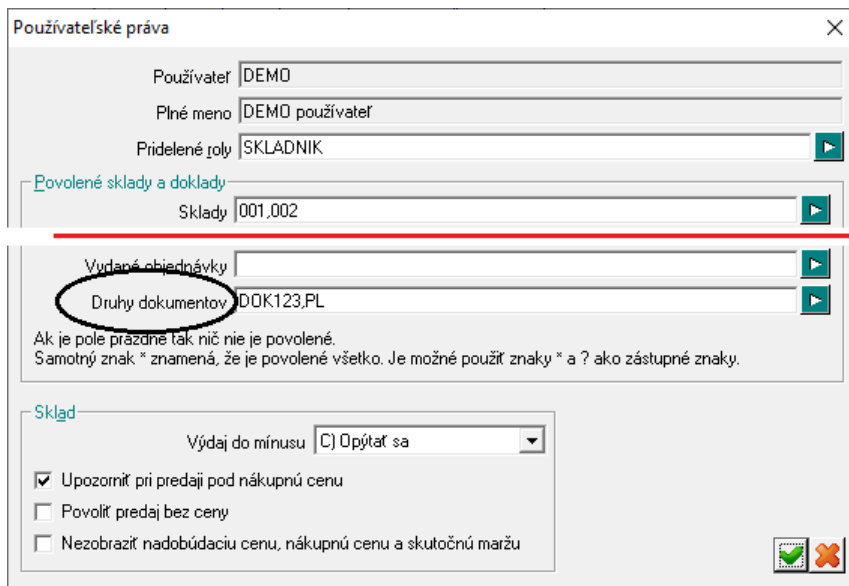 Používateľské práva
Používateľ DEMO
Plné meno DEMO používateľ
Pridelené roly SKLADNIK
Povolené sklady a doklady
Sklady 001,002
Vydané objednávky
Druhy dokumentov DOK123,PL
Ak je pole prázdne tak nič nie je povolené.
Samotný znak * znamená, že je povolené všetko. Je možné použiť znaky * a ? ako zástupné znaky.
Sklad
Výdaj do mínusu C) Opýtať sa
Upozorniť pri predaji pod nákupnú cenu
Povoliť predaj bez ceny
Nezobraziť nadobúdaciu cenu, nákupnú cenu a skutočnú maržu